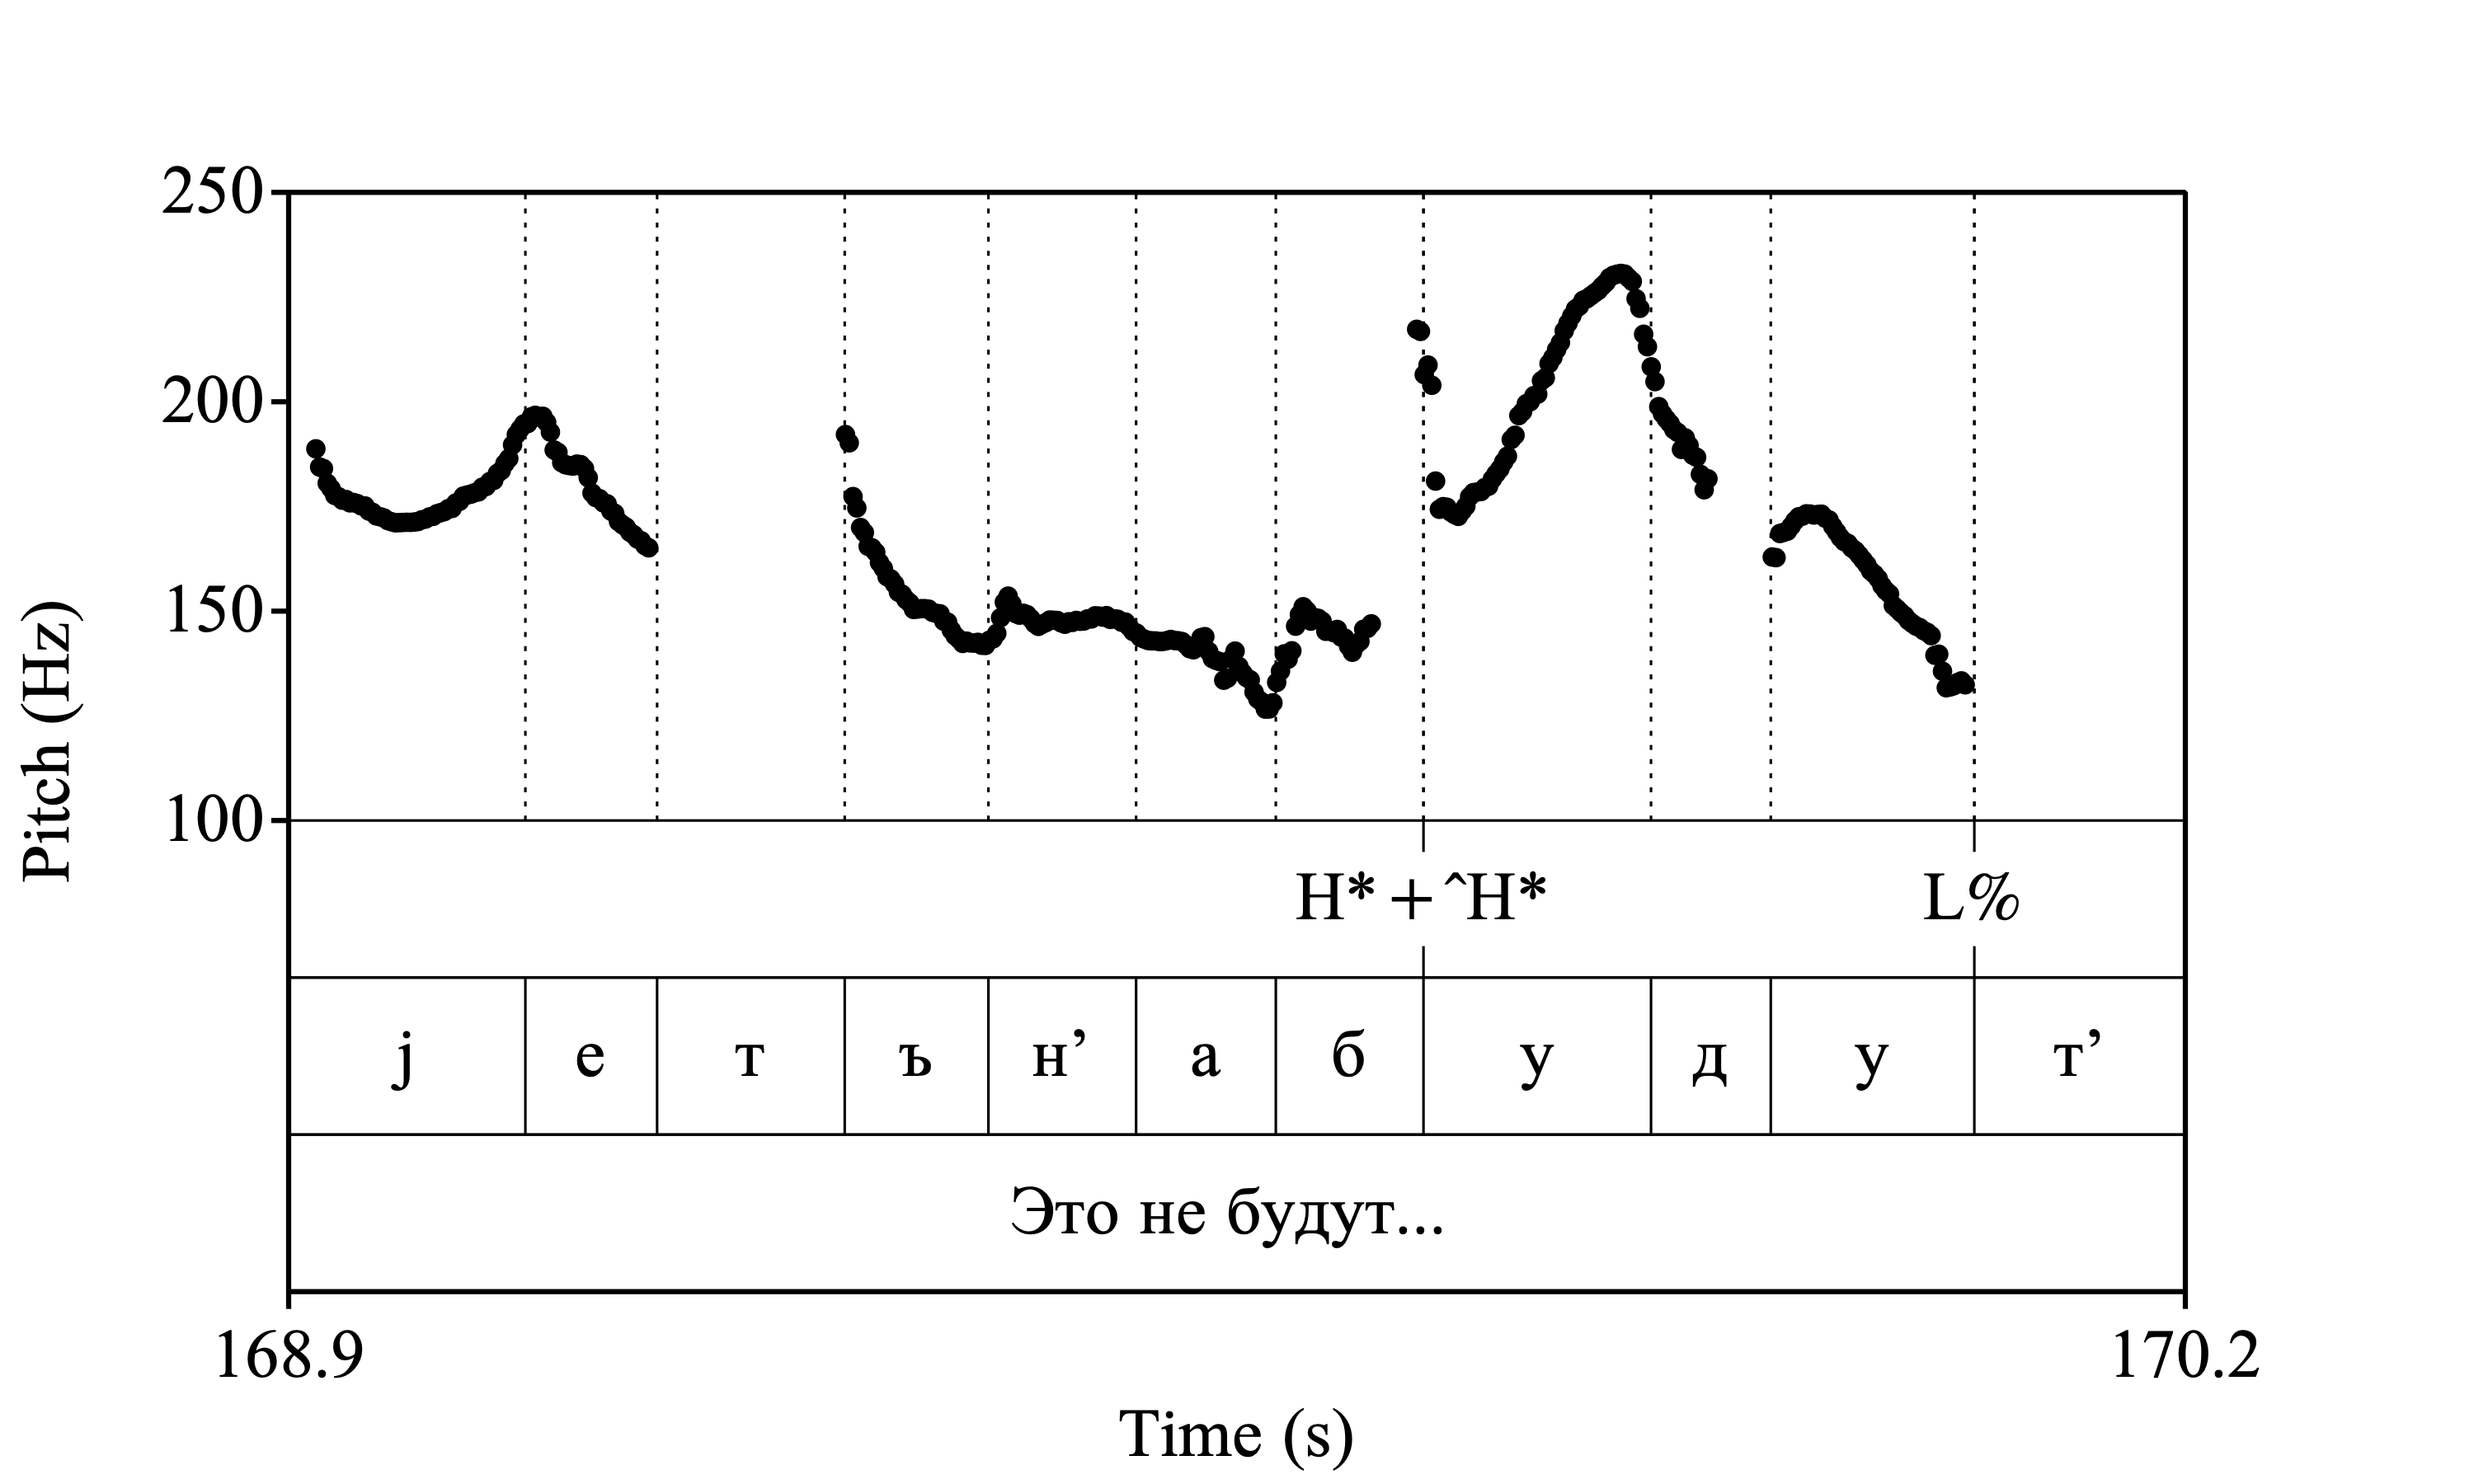 250
200
150
100
Pitch (Hz)
H* + ^H* L%
j е т ъ н’ а б у д у т’
Это не будут...
168.9 170.2
Time (s)